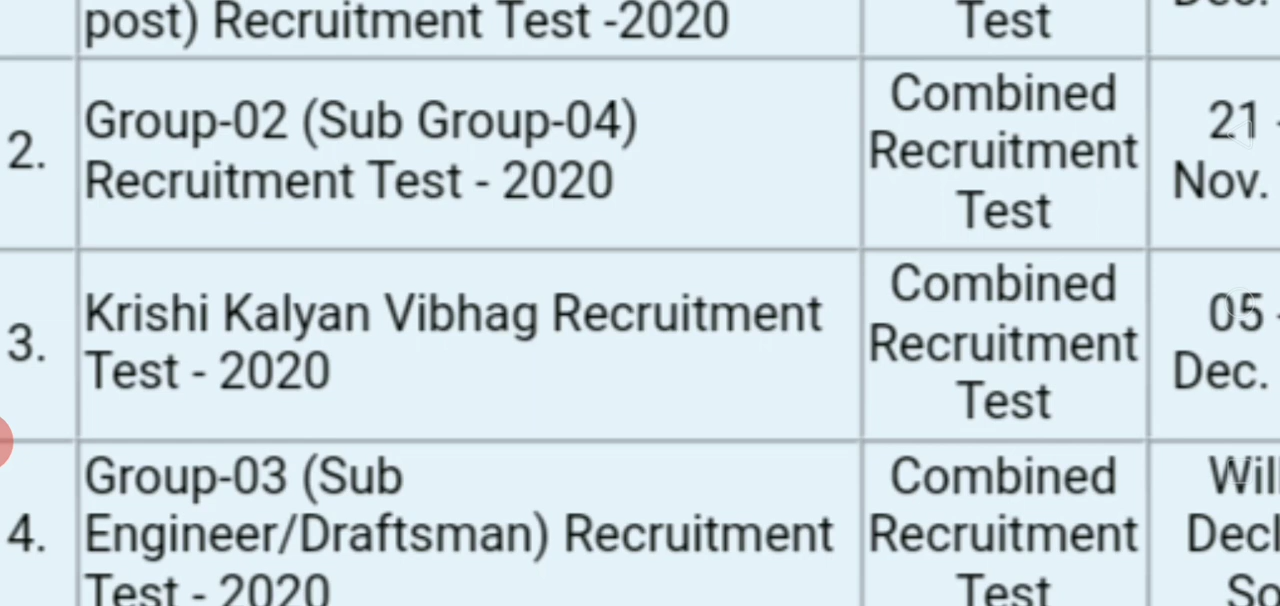 post) Recruitment Test -2020
Test
Dec.
2.
Group-02 (Sub Group-04)
Recruitment Test - 2020
Combined
Recruitment
Test
21 -
Nov.
3.
Krishi Kalyan Vibhag Recruitment
Test - 2020
Combined
Recruitment
Test
05 -
Dec.
4.
Group-03 (Sub
Engineer/Draftsman) Recruitment
Test - 2020
Combined
Recruitment
Test